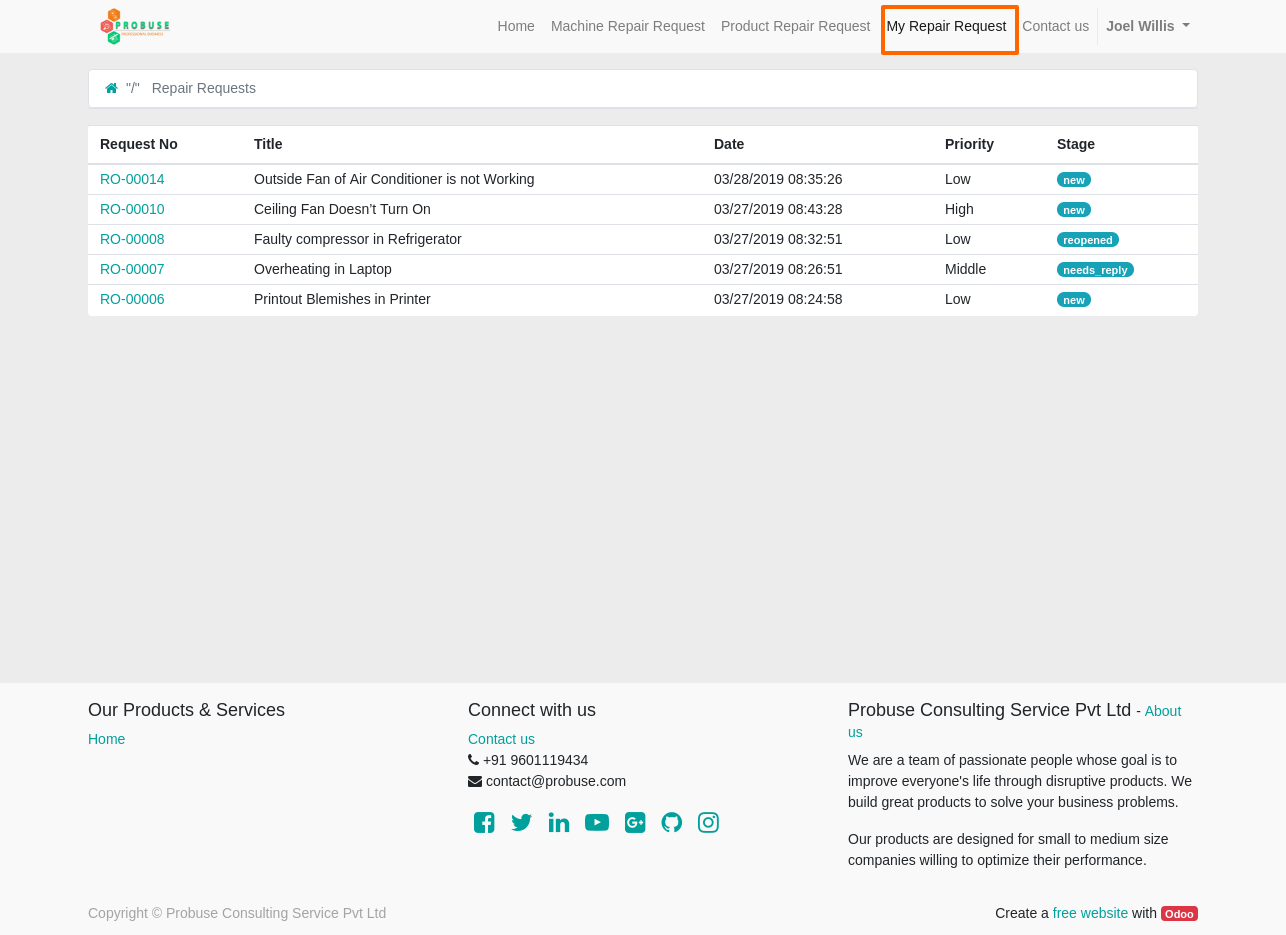 PROBUSE
Home Machine Repair Request Product Repair Request My Repair Request Contact us Joel Willis
"/" Repair Requests
Request No Title Date Priority Stage
RO-00014 Outside Fan of Air Conditioner is not Working 03/28/2019 08:35:26 Low new
RO-00010 Ceiling Fan Doesn’t Turn On 03/27/2019 08:43:28 High new
RO-00008 Faulty compressor in Refrigerator 03/27/2019 08:32:51 Low reopened
RO-00007 Overheating in Laptop 03/27/2019 08:26:51 Middle needs_reply
RO-00006 Printout Blemishes in Printer 03/27/2019 08:24:58 Low new
Our Products & Services
Home
Connect with us
Contact us
+91 9601119434
contact@probuse.com
Probuse Consulting Service Pvt Ltd - About
us
We are a team of passionate people whose goal is to
improve everyone's life through disruptive products. We
build great products to solve your business problems.
Our products are designed for small to medium size
companies willing to optimize their performance.
Copyright © Probuse Consulting Service Pvt Ltd
Create a free website with Odoo